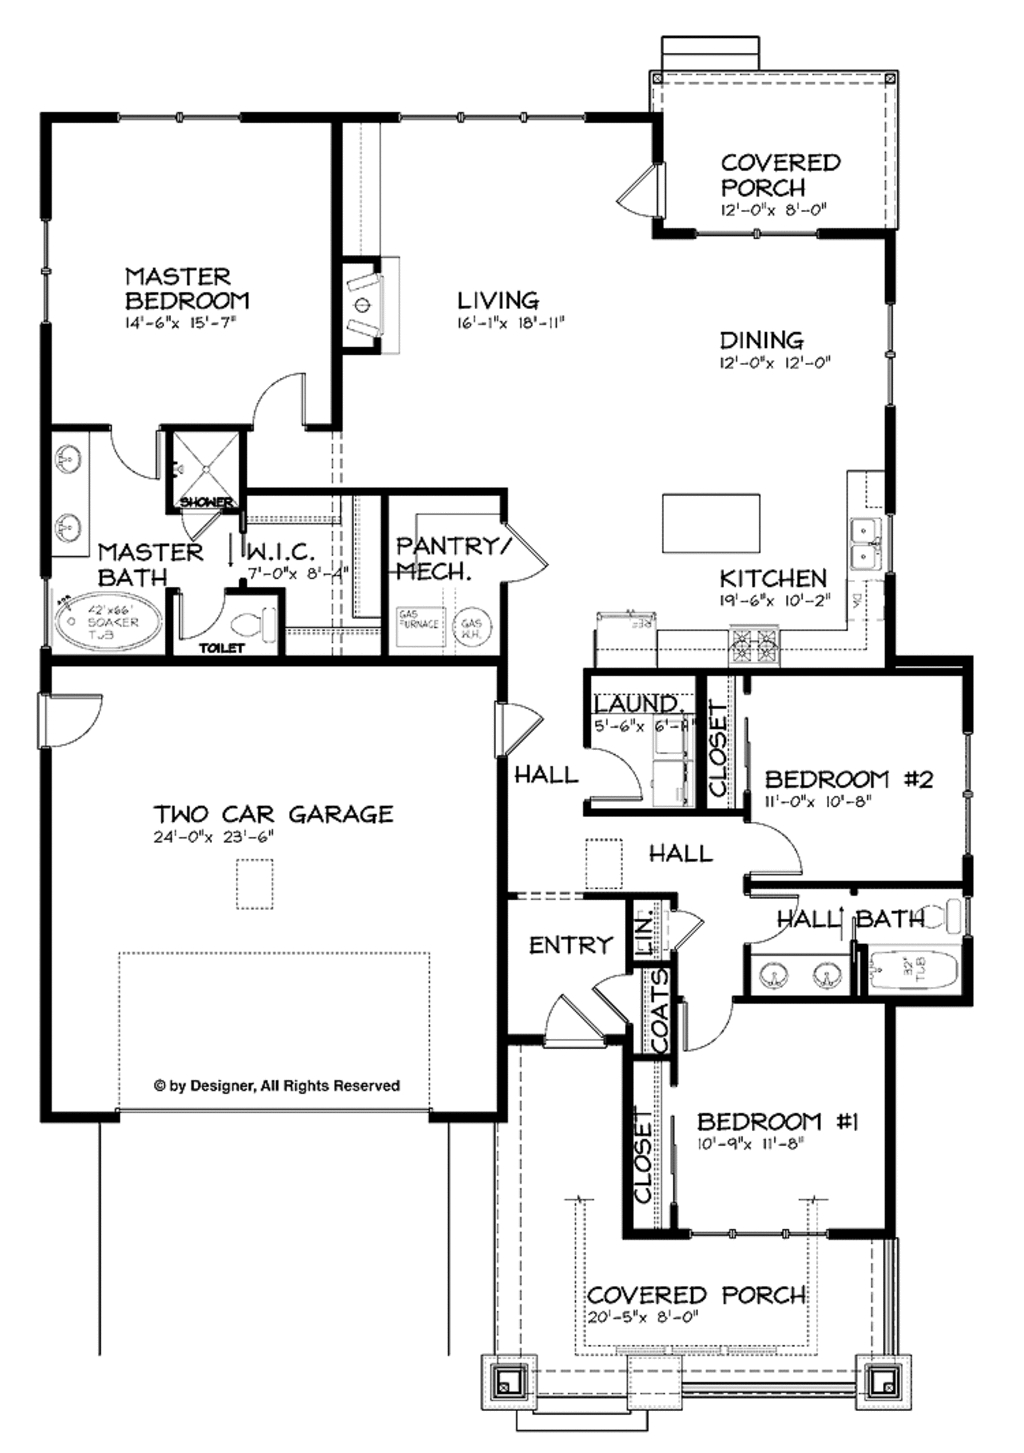 COVERED
PORCH
12'-0"x 8'-0"
MASTER
BEDROOM
14'-6"x 15'-7"
LIVING
16'-1"x 18'-11"
DINING
12'-0"x 12'-0"
SHOWER
MASTER
BATH
W.I.C.
7'-0"x 8'-4"
PANTRY/
MECH.
KITCHEN
19'-6"x 10'-2"
DW
42"x66"
SOAKER
TUB
TOILET
GAS
FURNACE
GAS
W.H.
REF
LAUND.
CLOSET
HALL
BEDROOM #2
11'-0"x 10'-8"
TWO CAR GARAGE
24'-0"x 23'-6"
HALL
ENTRY
LIN.
HALL BATH
32"
TUB
COATS
© by Designer, All Rights Reserved
CLOSET
BEDROOM #1
10'-9"x 11'-8"
COVERED PORCH
20'-5"x 8'-0"